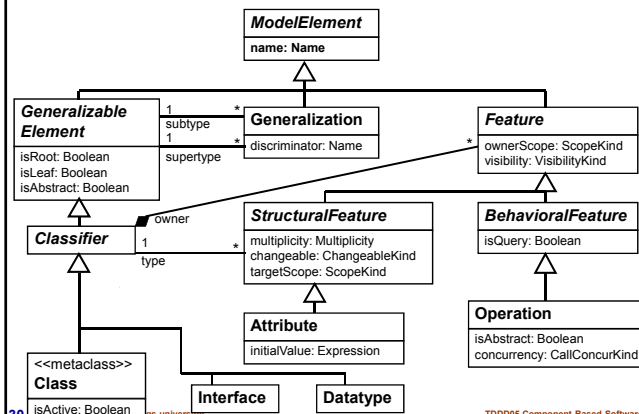 ModelElement
name: Name
Generalizable
Element
isRoot: Boolean
isLeaf: Boolean
isAbstract: Boolean
1
*
subtype
1
*
supertype
Generalization
discriminator: Name
Feature
ownerScope: ScopeKind
visibility: VisibilityKind
*
owner
Classifier
1
*
type
StructuralFeature
multiplicity: Multiplicity
changeable: ChangeableKind
targetScope: ScopeKind
BehavioralFeature
isQuery: Boolean
Attribute
initialValue: Expression
Operation
isAbstract: Boolean
concurrency: CallConcurKind
<<metaclass>>
Class
isActive: Boolean
Interface
Datatype
TDDD05 Component-Based Software